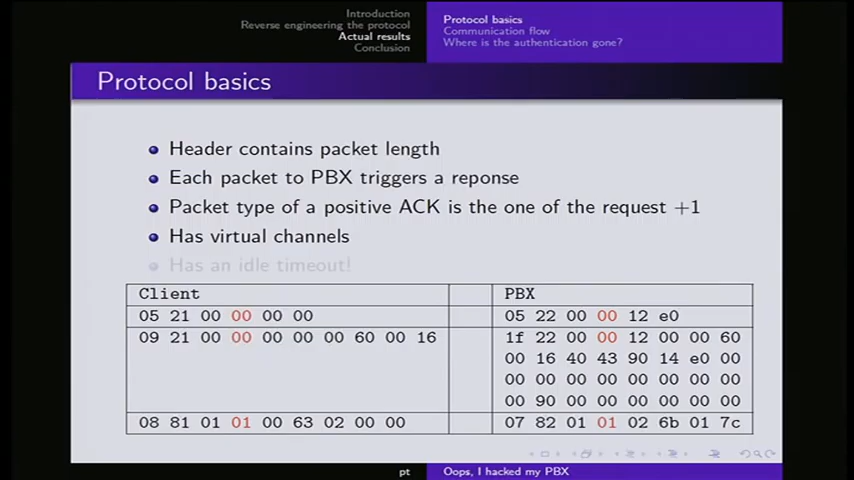 Introduction
Reverse engineering the protocol
Actual results
Conclusion
Protocol basics
Communication flow
Where is the authentication gone?
Protocol basics
Header contains packet length
Each packet to PBX triggers a reponse
Packet type of a positive ACK is the one of the request +1
Has virtual channels
Has an idle timeout!
Client PBX
05 21 00 00 00 00 05 22 00 00 12 e0
09 21 00 00 00 00 00 60 00 16 1f 22 00 00 12 00 00 60
00 16 40 43 90 14 e0 00
00 00 00 00 00 00 00 00
00 90 00 00 00 00 00 00
08 81 01 01 00 63 02 00 00 07 82 01 01 02 6b 01 7c
pt Oops, I hacked my PBX